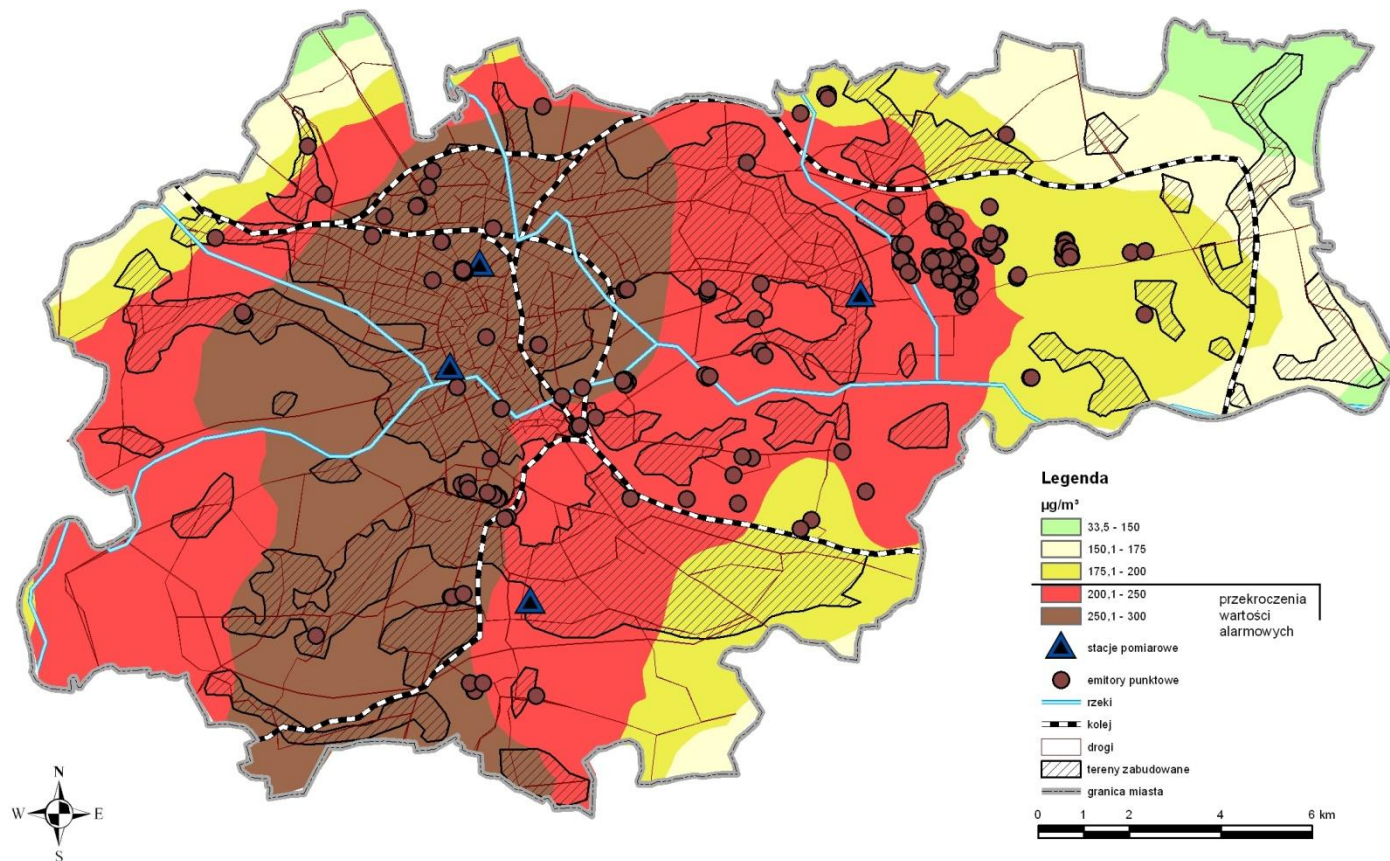 Legenda
µg/m³
33,5 - 150
150,1 - 175
175,1 - 200
200,1 - 250
250,1 - 300
przekroczenia
wartości
alarmowych
stacje pomiarowe
emitory punktowe
rzeki
kolej
drogi
tereny zabudowane
granica miasta
0 1 2 4 6 km
N
W E
S